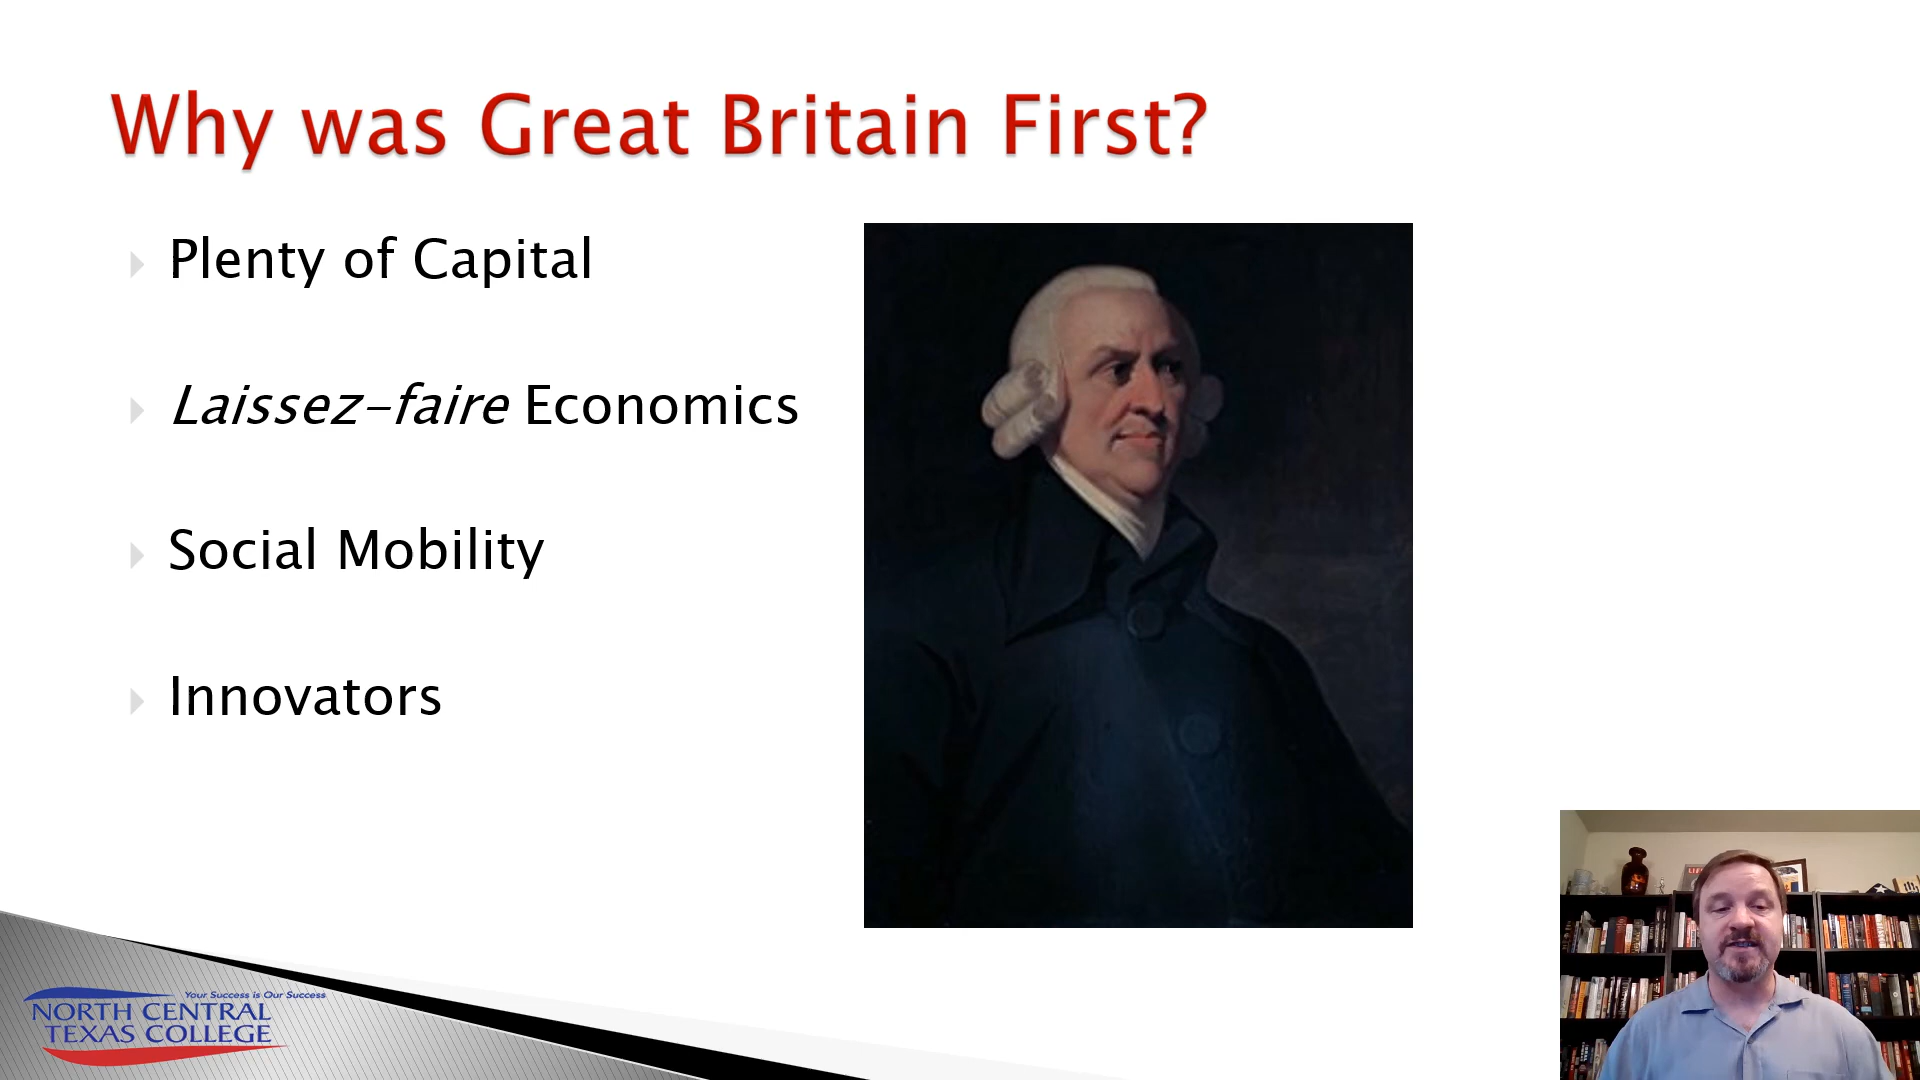 Why was Great Britain First?
Plenty of Capital
Laissez-faire Economics
Social Mobility
Innovators
Your Success is Our Success
NORTH CENTRAL
TEXAS COLLEGE